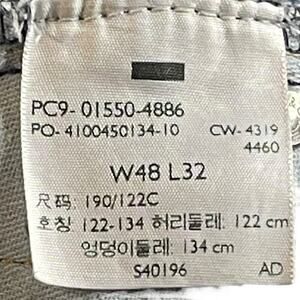 PC9- 01550-4886
PO- 4100450134-10 CW- 4319
4460
W48 L32
尺码: 190/122C
호칭: 122-134 허리둘레: 122 cm
엉덩이둘레: 134 cm
S40196 AD